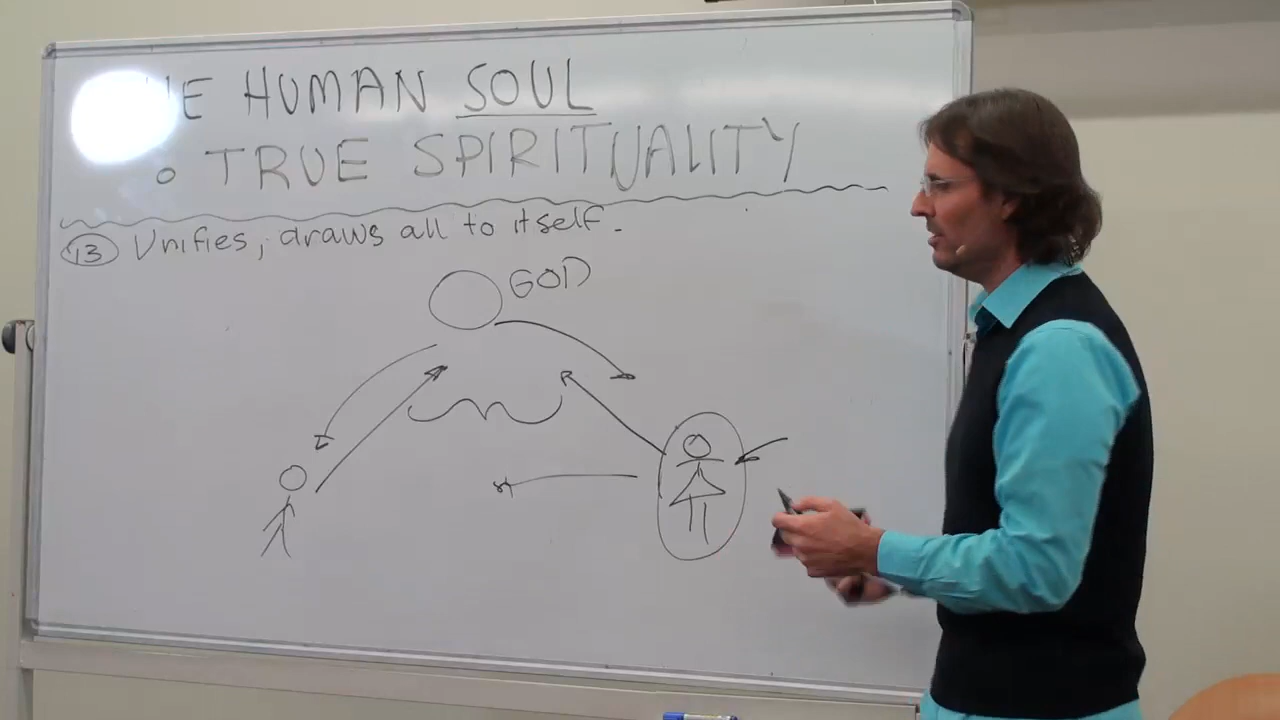 HUMAN SOUL
o TRUE SPIRITUALITY
13 Unifies, draws all to itself.
GOD